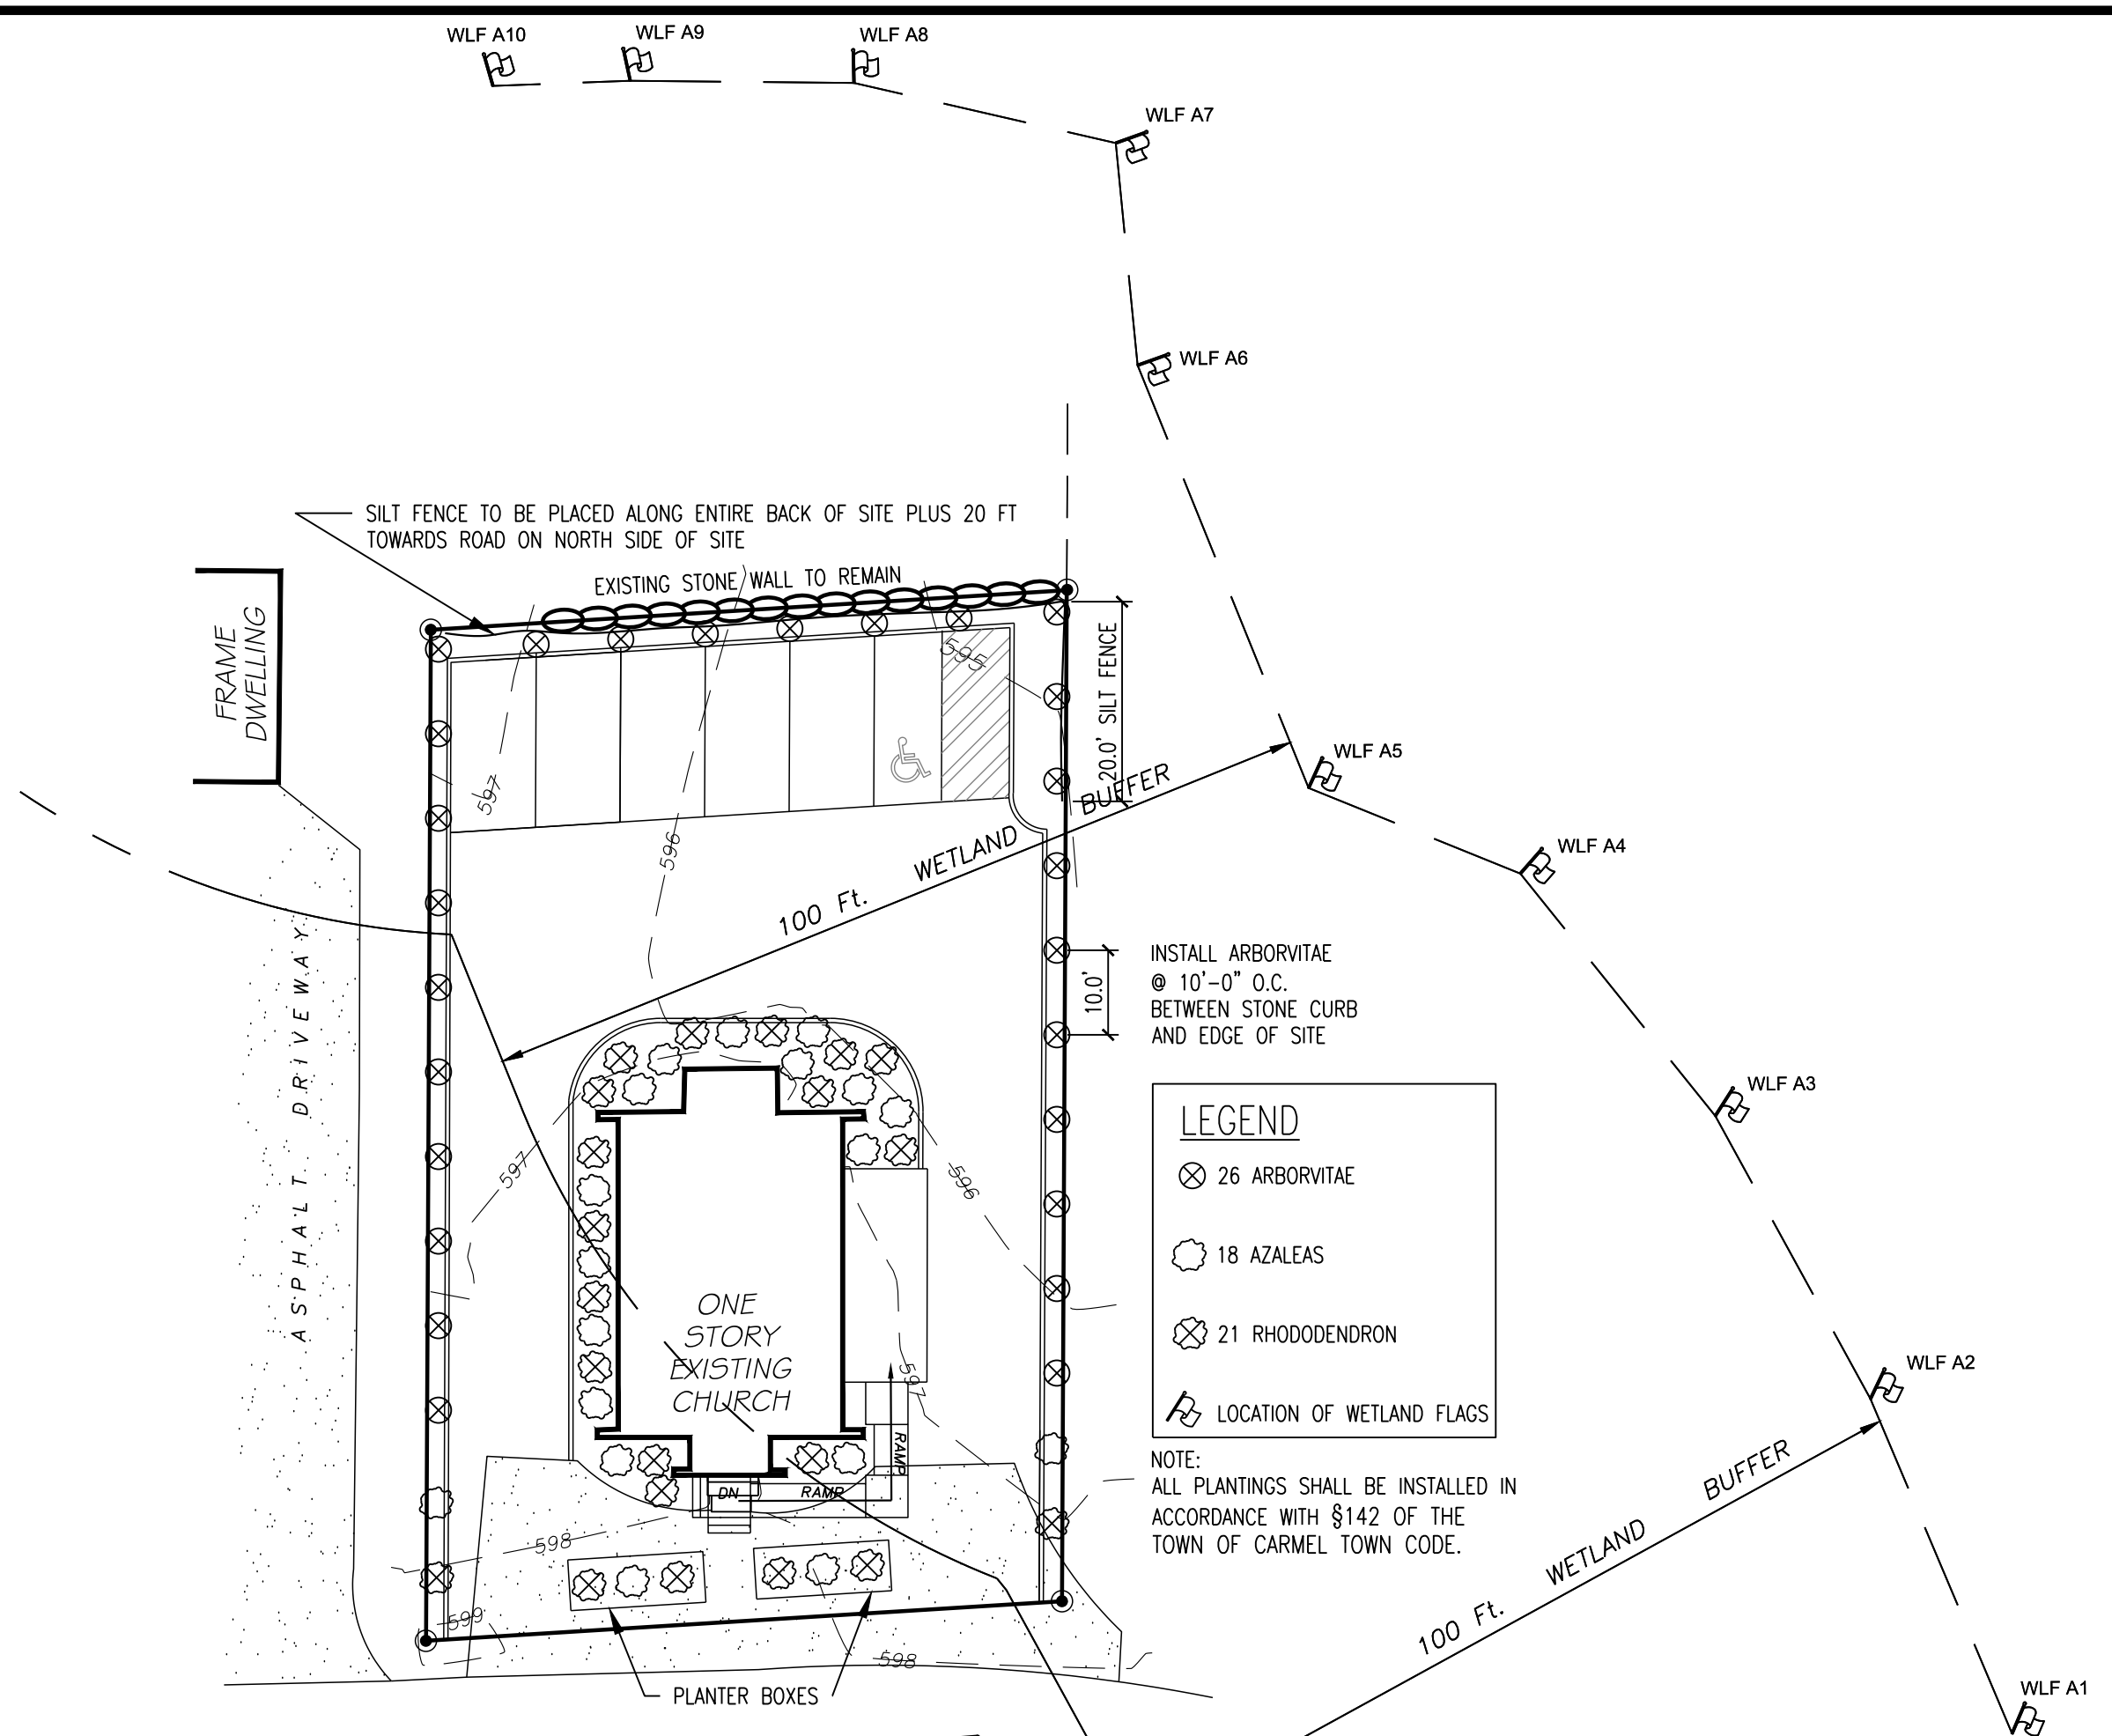 WLF A10
WLF A9
WLF A8
WLF A7
WLF A6
SILT FENCE TO BE PLACED ALONG ENTIRE BACK OF SITE PLUS 20 FT
TOWARDS ROAD ON NORTH SIDE OF SITE
EXISTING STONE WALL TO REMAIN
FRAME
DWELLING
595
20.0' SILT FENCE
597
596
WLF A5
100 Ft. WETLAND BUFFER
WLF A4
ASPHALT DRIVEWAY
10.0'
INSTALL ARBORVITAE
@ 10'-0" O.C.
BETWEEN STONE CURB
AND EDGE OF SITE
WLF A3
LEGEND
26 ARBORVITAE
18 AZALEAS
21 RHODODENDRON
LOCATION OF WETLAND FLAGS
597
596
ONE
STORY
EXISTING
CHURCH
597
WLF A2
RAMP
DN
RAMP
NOTE:
ALL PLANTINGS SHALL BE INSTALLED IN
ACCORDANCE WITH §142 OF THE
TOWN OF CARMEL TOWN CODE.
598
599
598
100 Ft. WETLAND BUFFER
PLANTER BOXES
WLF A1